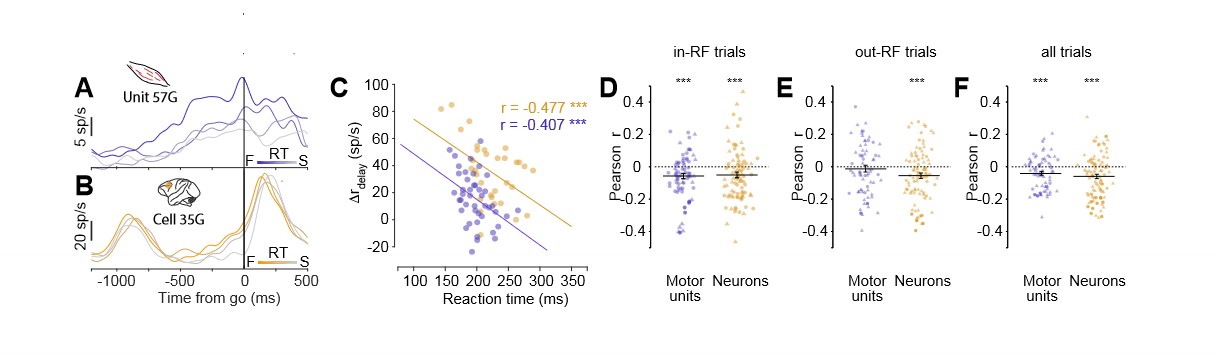 A
Unit 57G
5 sp/s
RT
F S
B
Cell 35G
20 sp/s
RT
F S
-1000 -500 0 500
Time from go (ms)
C
100
80
60
40
20
0
-20
Δrdelay (sp/s)
r = -0.477 ***
r = -0.407 ***
100 150 200 250 300 350
Reaction time (ms)
D
in-RF trials
*** ***
0.4
0.2
0
-0.2
-0.4
Pearson r
Motor units
Neurons
E
out-RF trials
***
0.4
0.2
0
-0.2
-0.4
Pearson r
Motor units
Neurons
F
all trials
*** ***
0.4
0.2
0
-0.2
-0.4
Pearson r
Motor units
Neurons